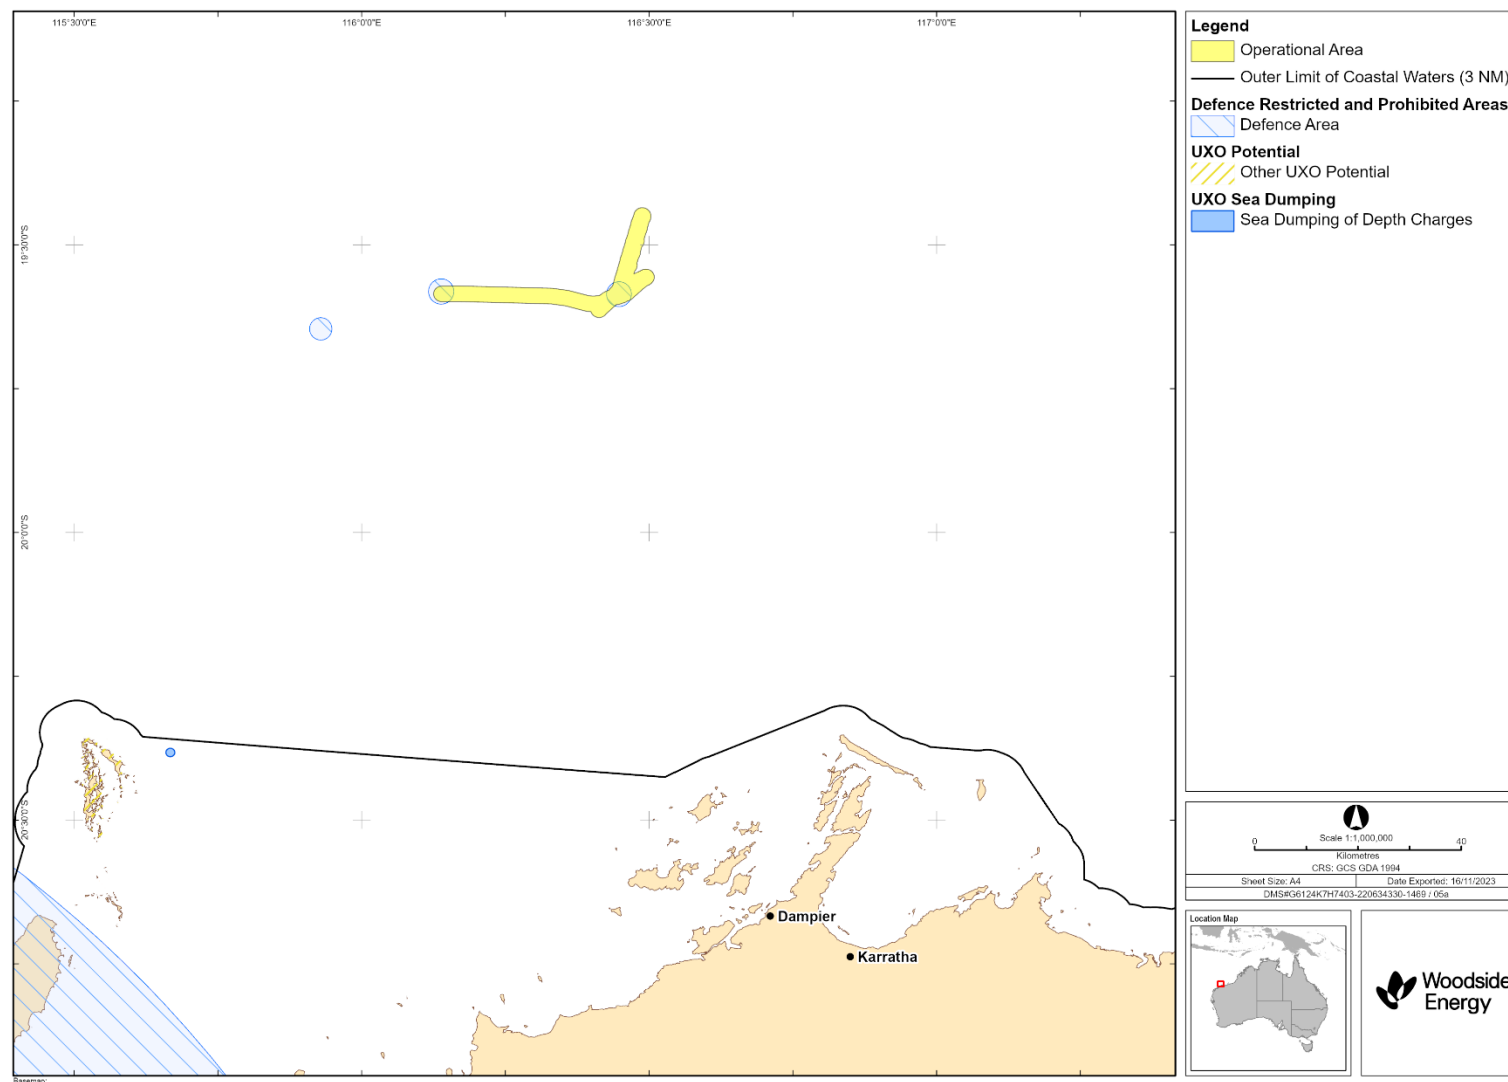 115°30'0"E
116°0'0"E
116°30'0"E
117°0'0"E
19°30'0"S
20°0'0"S
20°30'0"S
Dampier
Karratha
Legend
Operational Area
Outer Limit of Coastal Waters (3 NM)
Defence Restricted and Prohibited Areas
Defence Area
UXO Potential
Other UXO Potential
UXO Sea Dumping
Sea Dumping of Depth Charges
Scale 1:1,000,000
0 40
Kilometres
CRS: GCS GDA 1994
Sheet Size: A4 Date Exported: 16/11/2023
DMS#G6124K7H7403-220634330-1469 / 05a
Location Map
Woodside
Energy